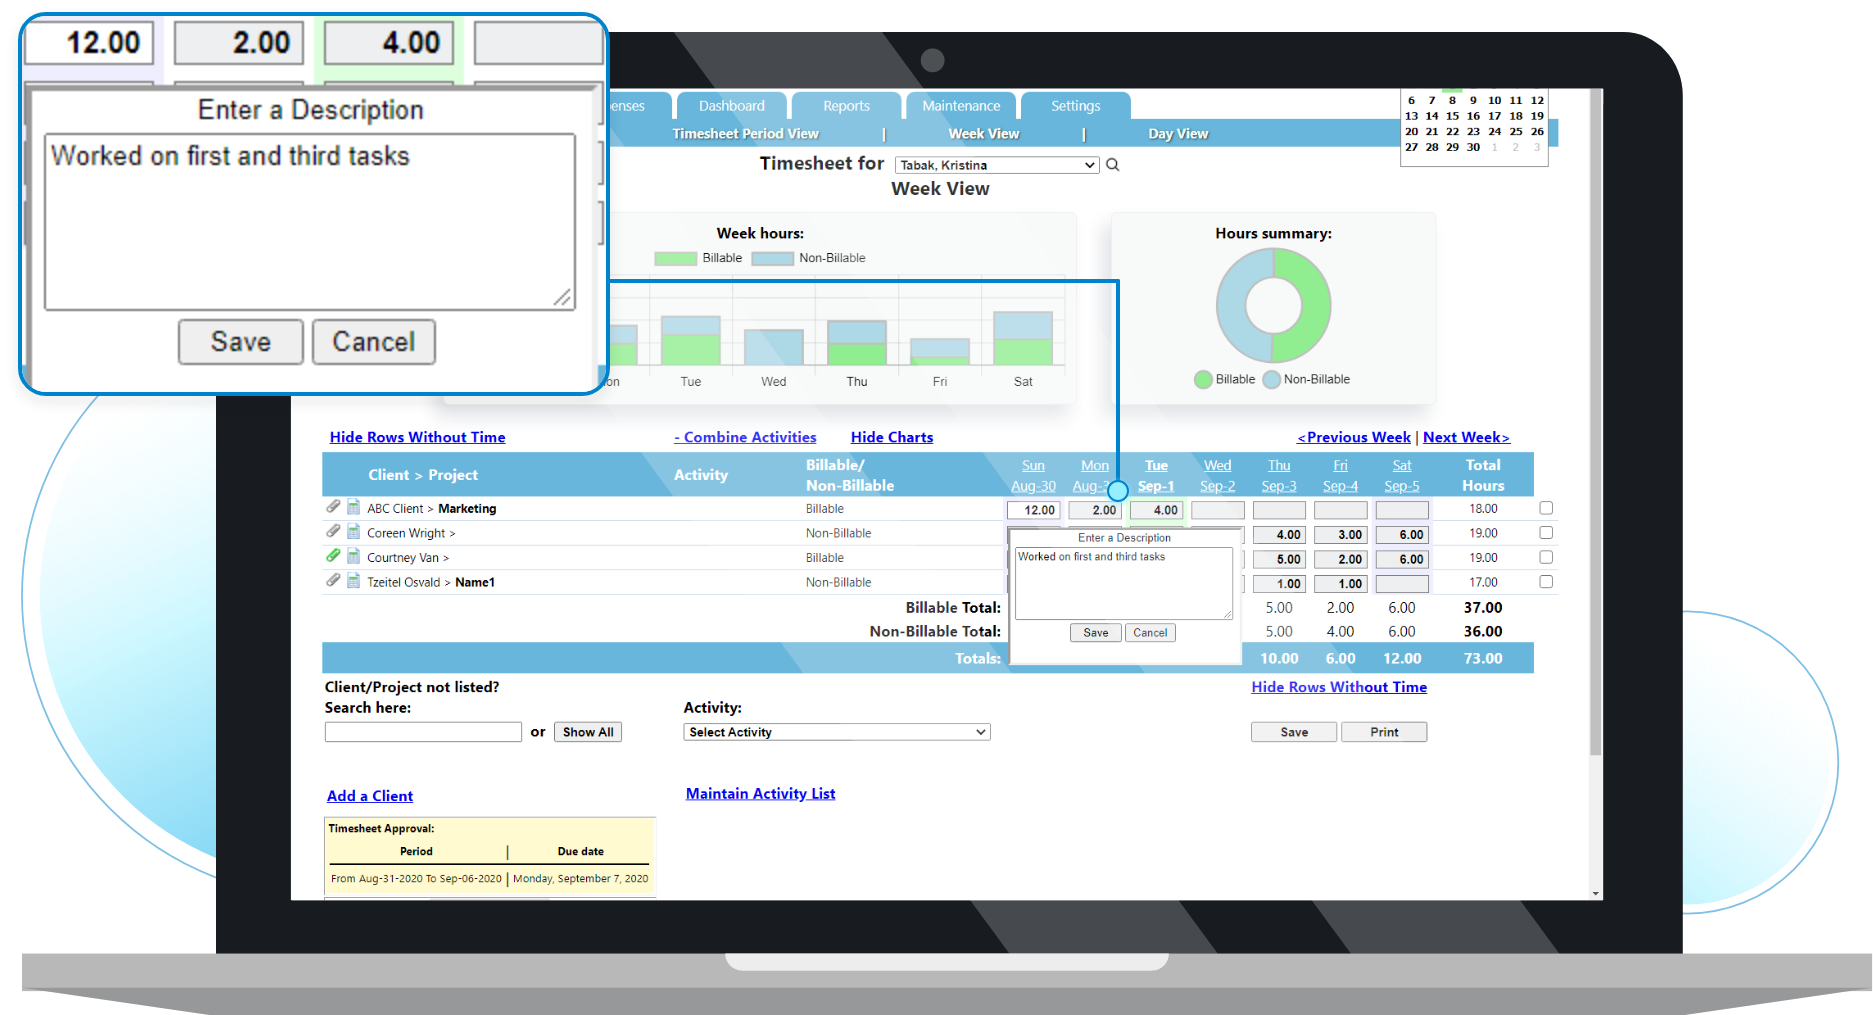 12.00 2.00 4.00
Enter a Description
Worked on first and third tasks
Save Cancel
enses Dashboard Reports Maintenance Settings
Timesheet Period View | Week View | Day View
6 7 8 9 10 11 12
13 14 15 16 17 18 19
20 21 22 23 24 25 26
27 28 29 30 1 2 3
Timesheet for Tabak, Kristina
Week View
Week hours:
Billable Non-Billable
on Tue Wed Thu Fri Sat
Hours summary:
Billable Non-Billable
Hide Rows Without Time - Combine Activities Hide Charts <Previous Week | Next Week>
Client > Project Activity Billable/ Non-Billable Sun Aug-30 Mon Aug-3 Tue Sep-1 Wed Sep-2 Thu Sep-3 Fri Sep-4 Sat Sep-5 Total Hours
ABC Client > Marketing Billable 12.00 2.00 4.00 18.00
Coreen Wright > Non-Billable 4.00 3.00 6.00 19.00
Courtney Van > Billable 5.00 2.00 6.00 19.00
Tzeitel Osvald > Name1 Non-Billable 1.00 1.00 17.00
Enter a Description
Worked on first and third tasks
Save Cancel
Billable Total: 5.00 2.00 6.00 37.00
Non-Billable Total: 5.00 4.00 6.00 36.00
Totals: 10.00 6.00 12.00 73.00
Client/Project not listed?
Search here:
or Show All
Activity:
Select Activity
Hide Rows Without Time
Save Print
Add a Client
Maintain Activity List
Timesheet Approval:
Period | Due date
From Aug-31-2020 To Sep-06-2020 | Monday, September 7, 2020